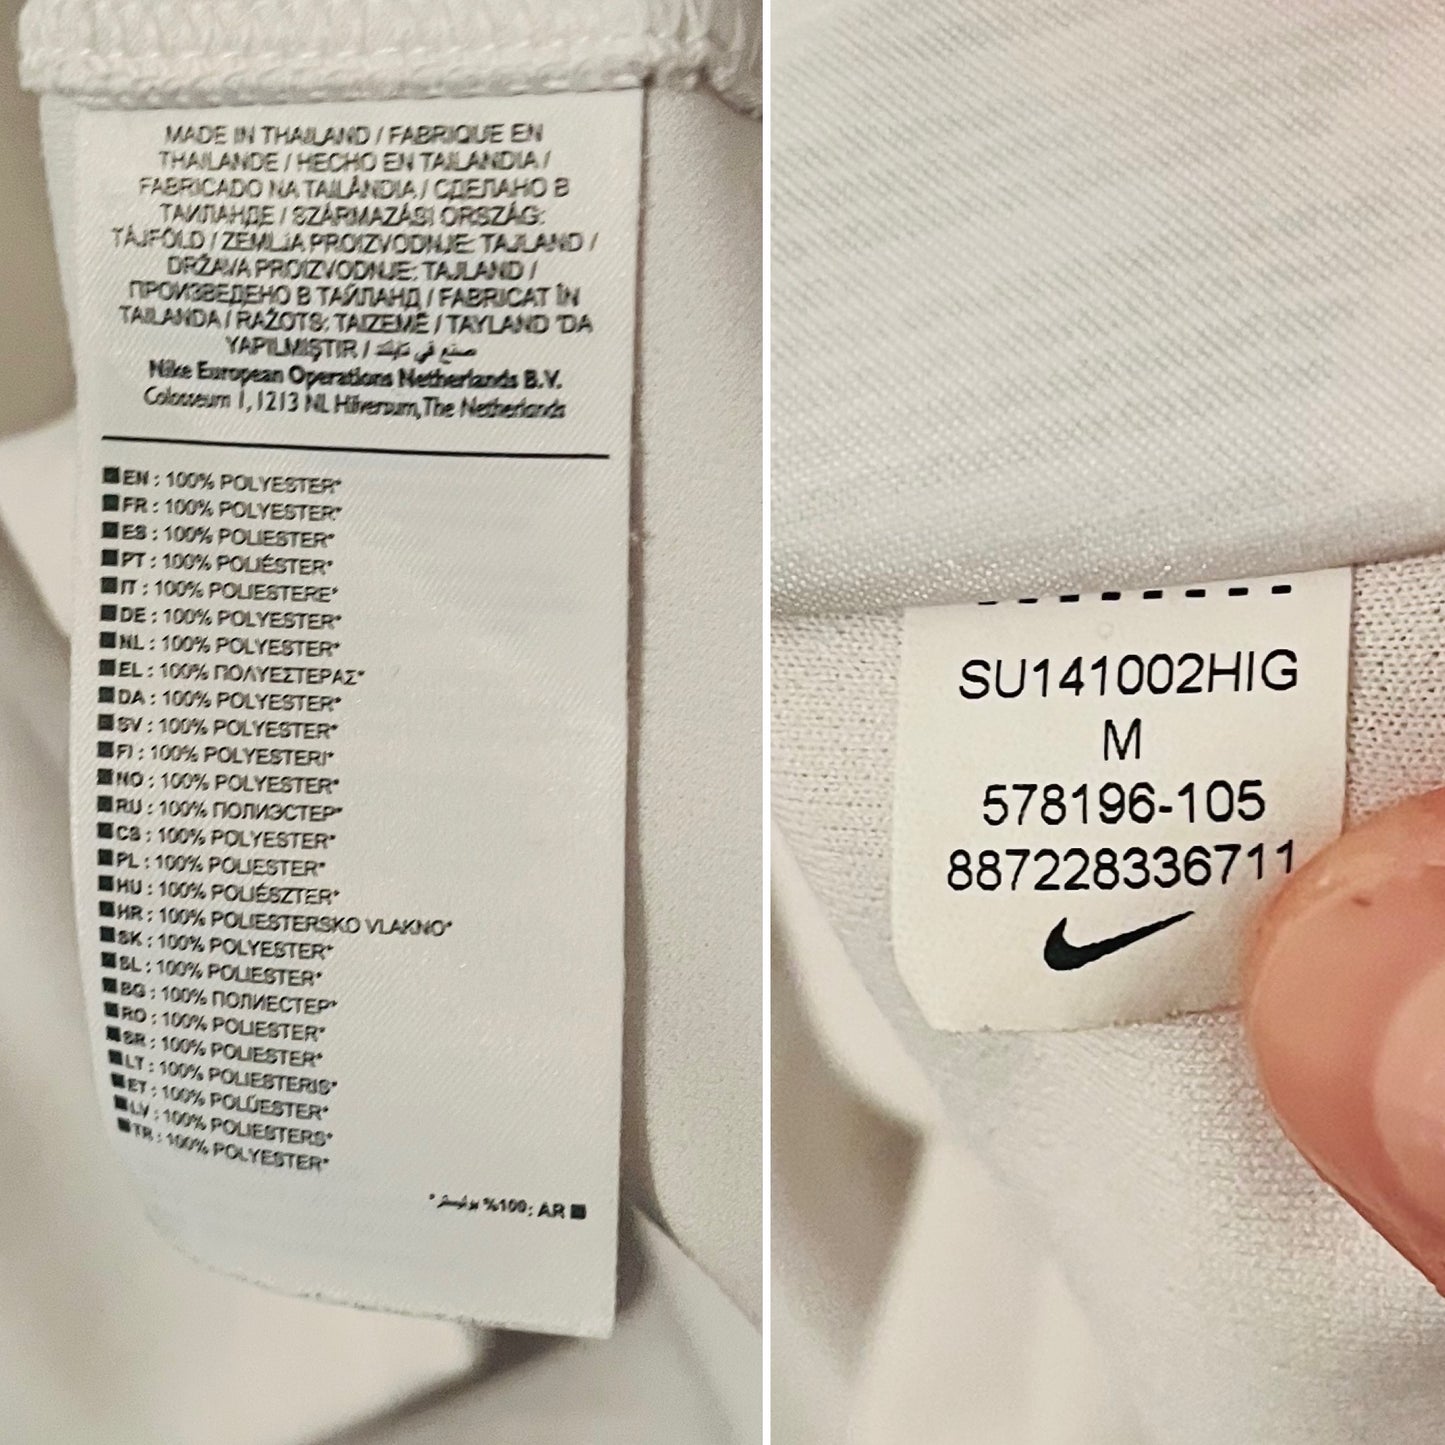 MADE IN THAILAND / FABRIQUE EN
THAILANDE / HECHO EN TAILANDIA /
FABRICADO NA TAILÂNDIA / СДЕЛАНО В
ТАИЛАНДЕ / SZÁRMAZÁSI ORSZÁG:
TÁJFÖLD / ZEMLJA PROIZVODNJE: TAJLAND /
DRŽAVA PROIZVODNJE: TAJLAND /
ПРОИЗВЕДЕНО В ТАЙЛАНД / FABRICAT ÎN
TAILANDA / RAŽOTS: TAIZEMĒ / TAYLAND 'DA
YAPILMIŞTIR / صنع في تايلند
Nike European Operations Netherlands B.V.
Colosseum 1, 1213 NL Hilversum, The Netherlands
EN : 100% POLYESTER*
FR : 100% POLYESTER*
ES : 100% POLIESTER*
PT : 100% POLIÉSTER*
IT : 100% POLIESTERE*
DE : 100% POLYESTER*
NL : 100% POLYESTER*
EL : 100% ΠΟΛΥΕΣΤΕΡΑΣ*
DA : 100% POLYESTER*
SV : 100% POLYESTER*
FI : 100% POLYESTERI*
NO : 100% POLYESTER*
RU : 100% ПОЛИЭСТЕР*
CS : 100% POLYESTER*
PL : 100% POLIESTER*
HU : 100% POLIÉSZTER*
HR : 100% POLIESTERSKO VLAKNO*
SK : 100% POLYESTER*
SL : 100% POLIESTER*
BG : 100% ПОЛИЕСТЕР*
RO : 100% POLIESTER*
SR : 100% POLIESTER*
LT : 100% POLIESTERIS*
ET : 100% POLÜESTER*
LV : 100% POLIESTERS*
TR : 100% POLYESTER*
AR :100% بوليستر*
SU141002HIG
M
578196-105
887228336711